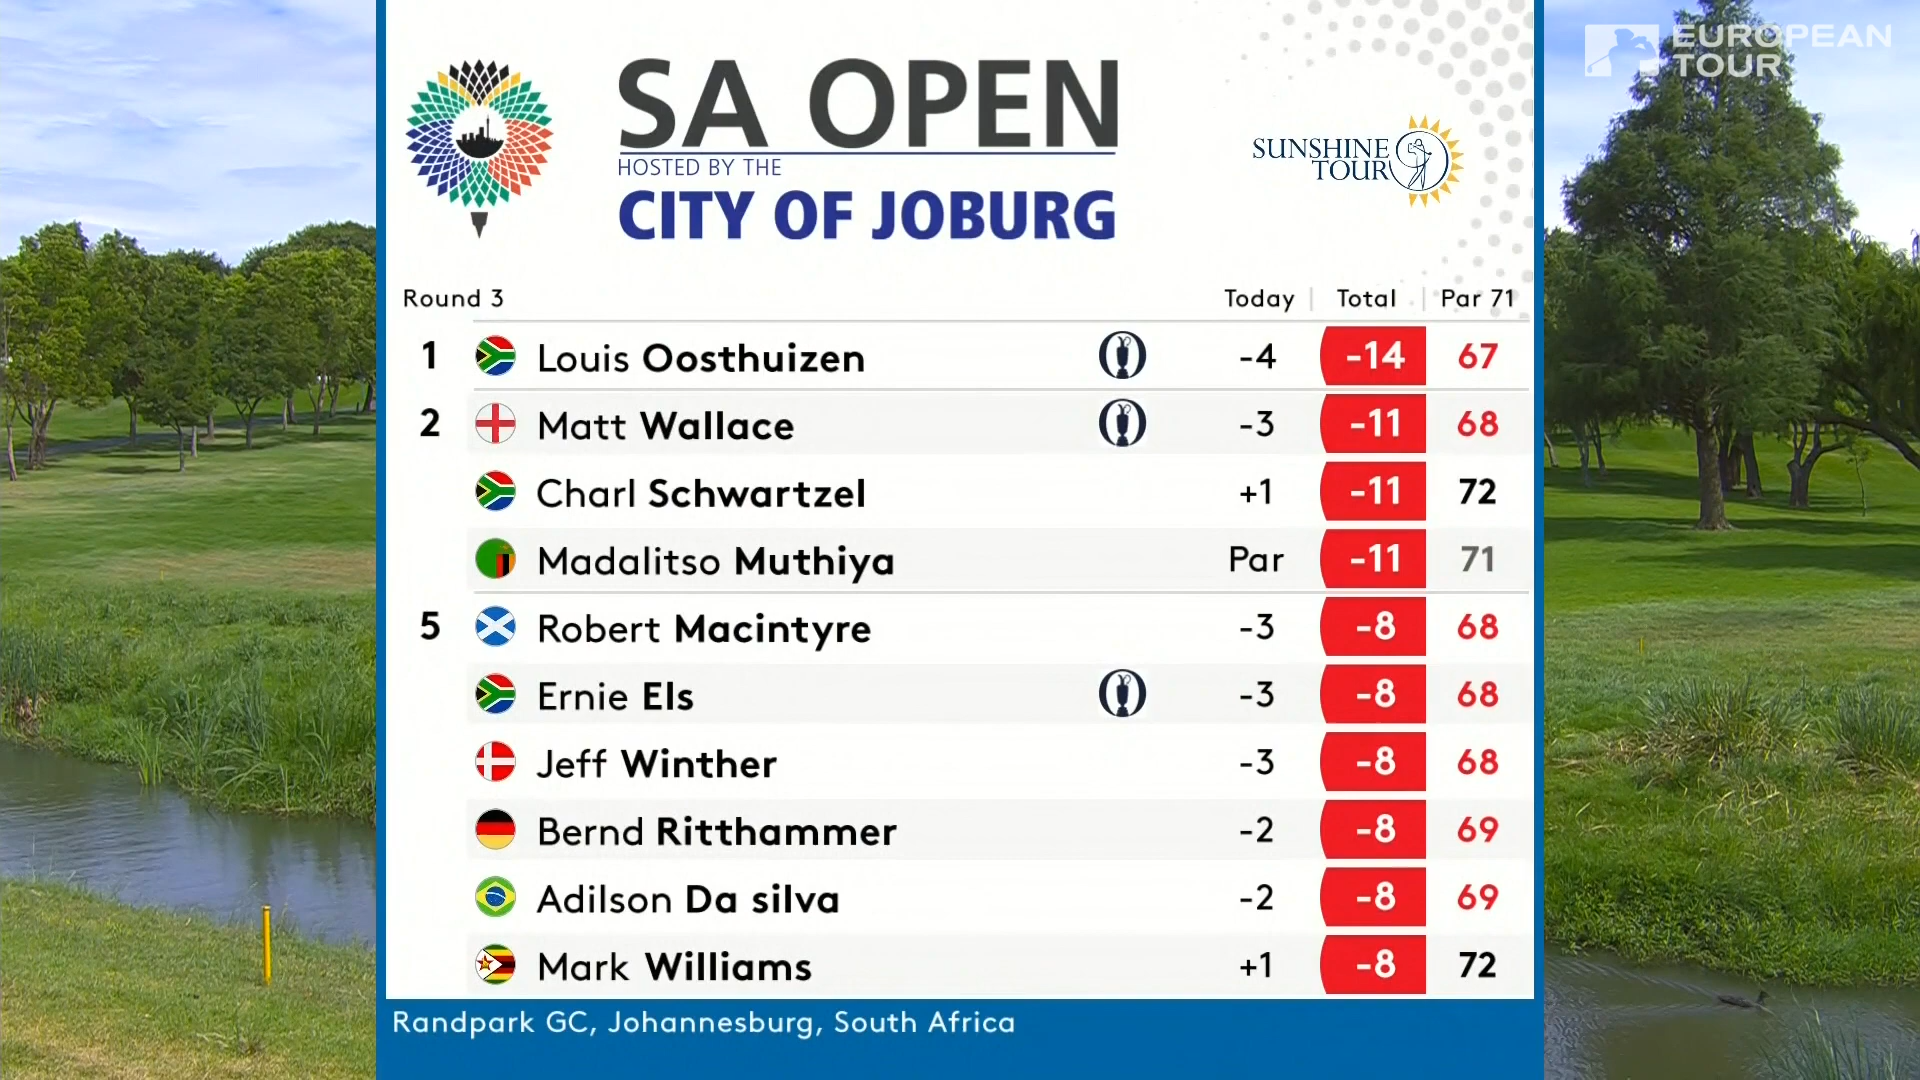 EUROPEAN
TOUR
SA OPEN
HOSTED BY THE
CITY OF JOBURG
SUNSHINE
TOUR
Round 3 Today Total Par 71
1 Louis Oosthuizen -4 -14 67
2 Matt Wallace -3 -11 68
Charl Schwartzel +1 -11 72
Madalitso Muthiya Par -11 71
5 Robert Macintyre -3 -8 68
Ernie Els -3 -8 68
Jeff Winther -3 -8 68
Bernd Ritthammer -2 -8 69
Adilson Da silva -2 -8 69
Mark Williams +1 -8 72
Randpark GC, Johannesburg, South Africa